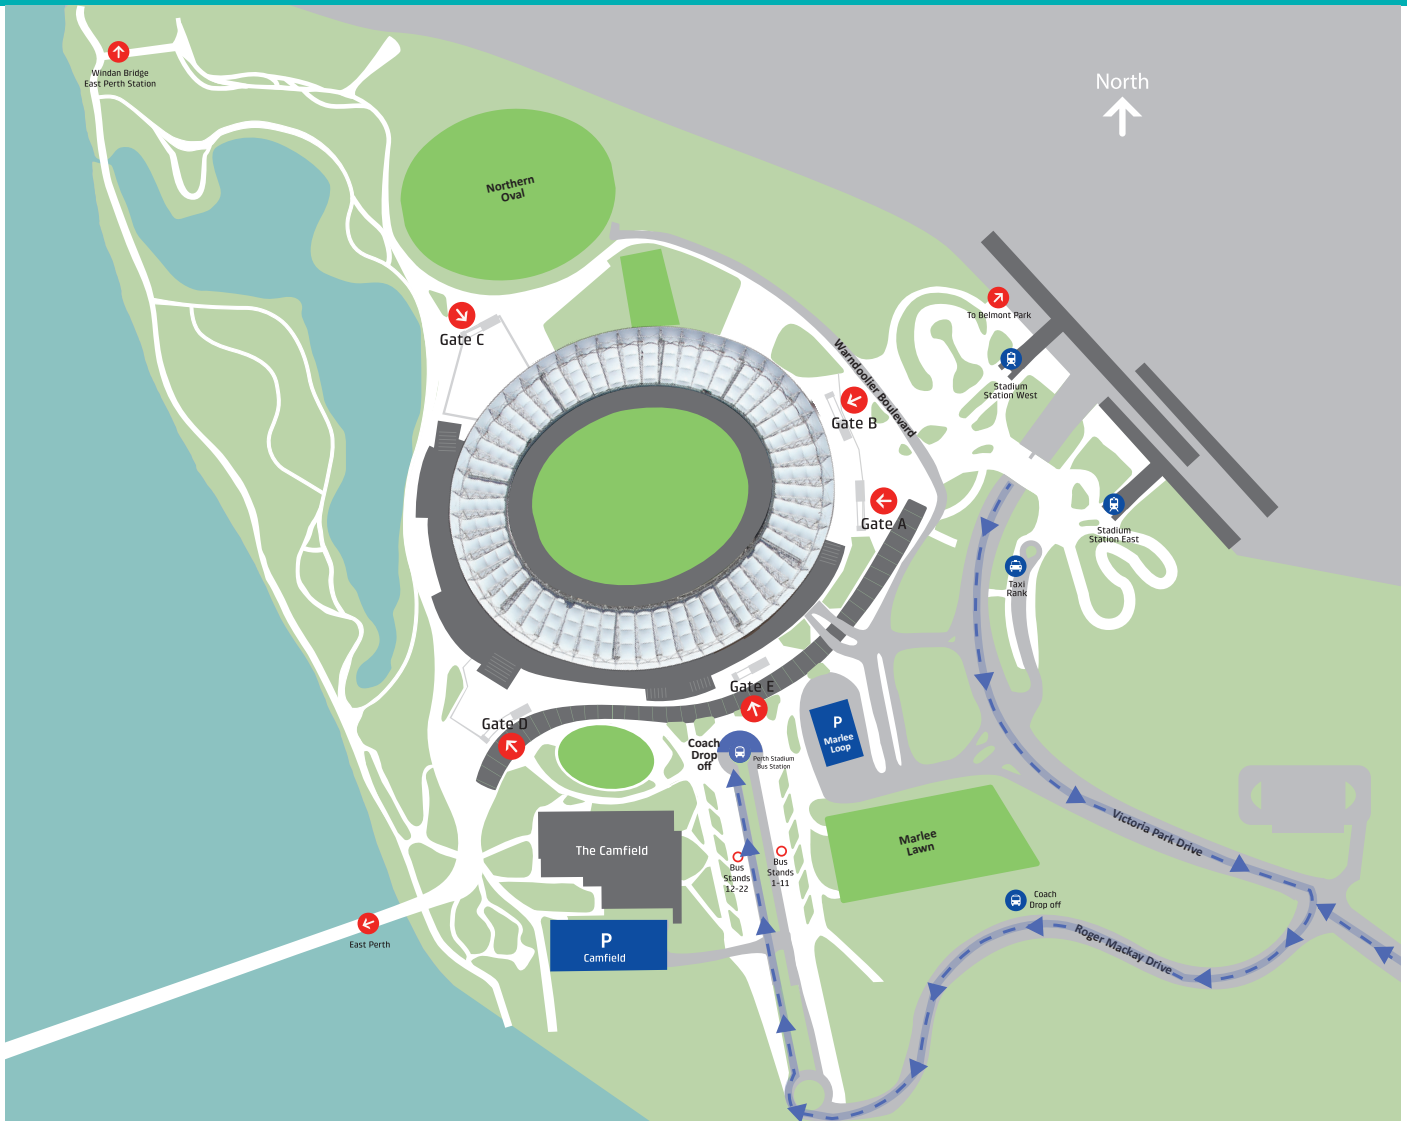 Windan Bridge
East Perth Station
North
Northern
Oval
To Belmont Park
Gate C
Warndoolier Boulevard
Stadium
Station West
Gate B
Gate A
Stadium
Station East
Taxi
Rank
Gate E
Gate D
P
Marlee
Loop
Coach
Drop
off
Perth Stadium
Bus Station
Victoria Park Drive
Marlee
Lawn
The Camfield
Bus
Stands
12-22
Bus
Stands
1-11
Coach
Drop off
Roger Mackay Drive
East Perth
P
Camfield